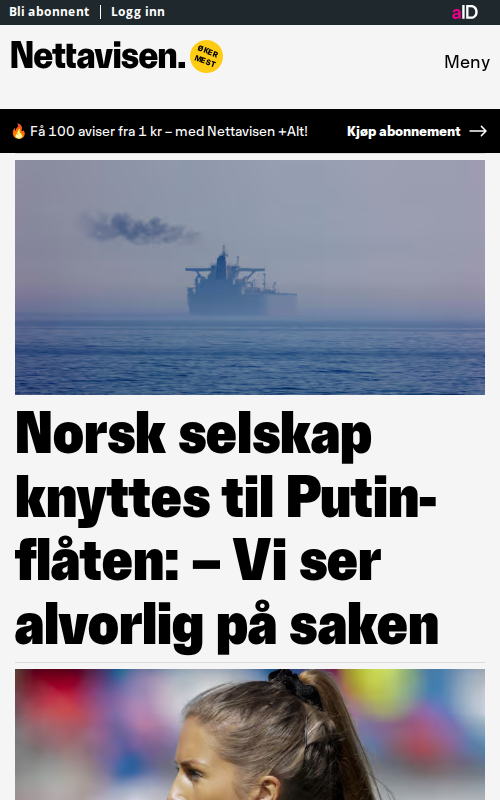 Bli abonnent | Logg inn
aID
Nettavisen.
ØKER
MEST
Meny
🔥 Få 100 aviser fra 1 kr – med Nettavisen +Alt!
Kjøp abonnement →
Norsk selskap
knyttes til Putin-
flåten: – Vi ser
alvorlig på saken